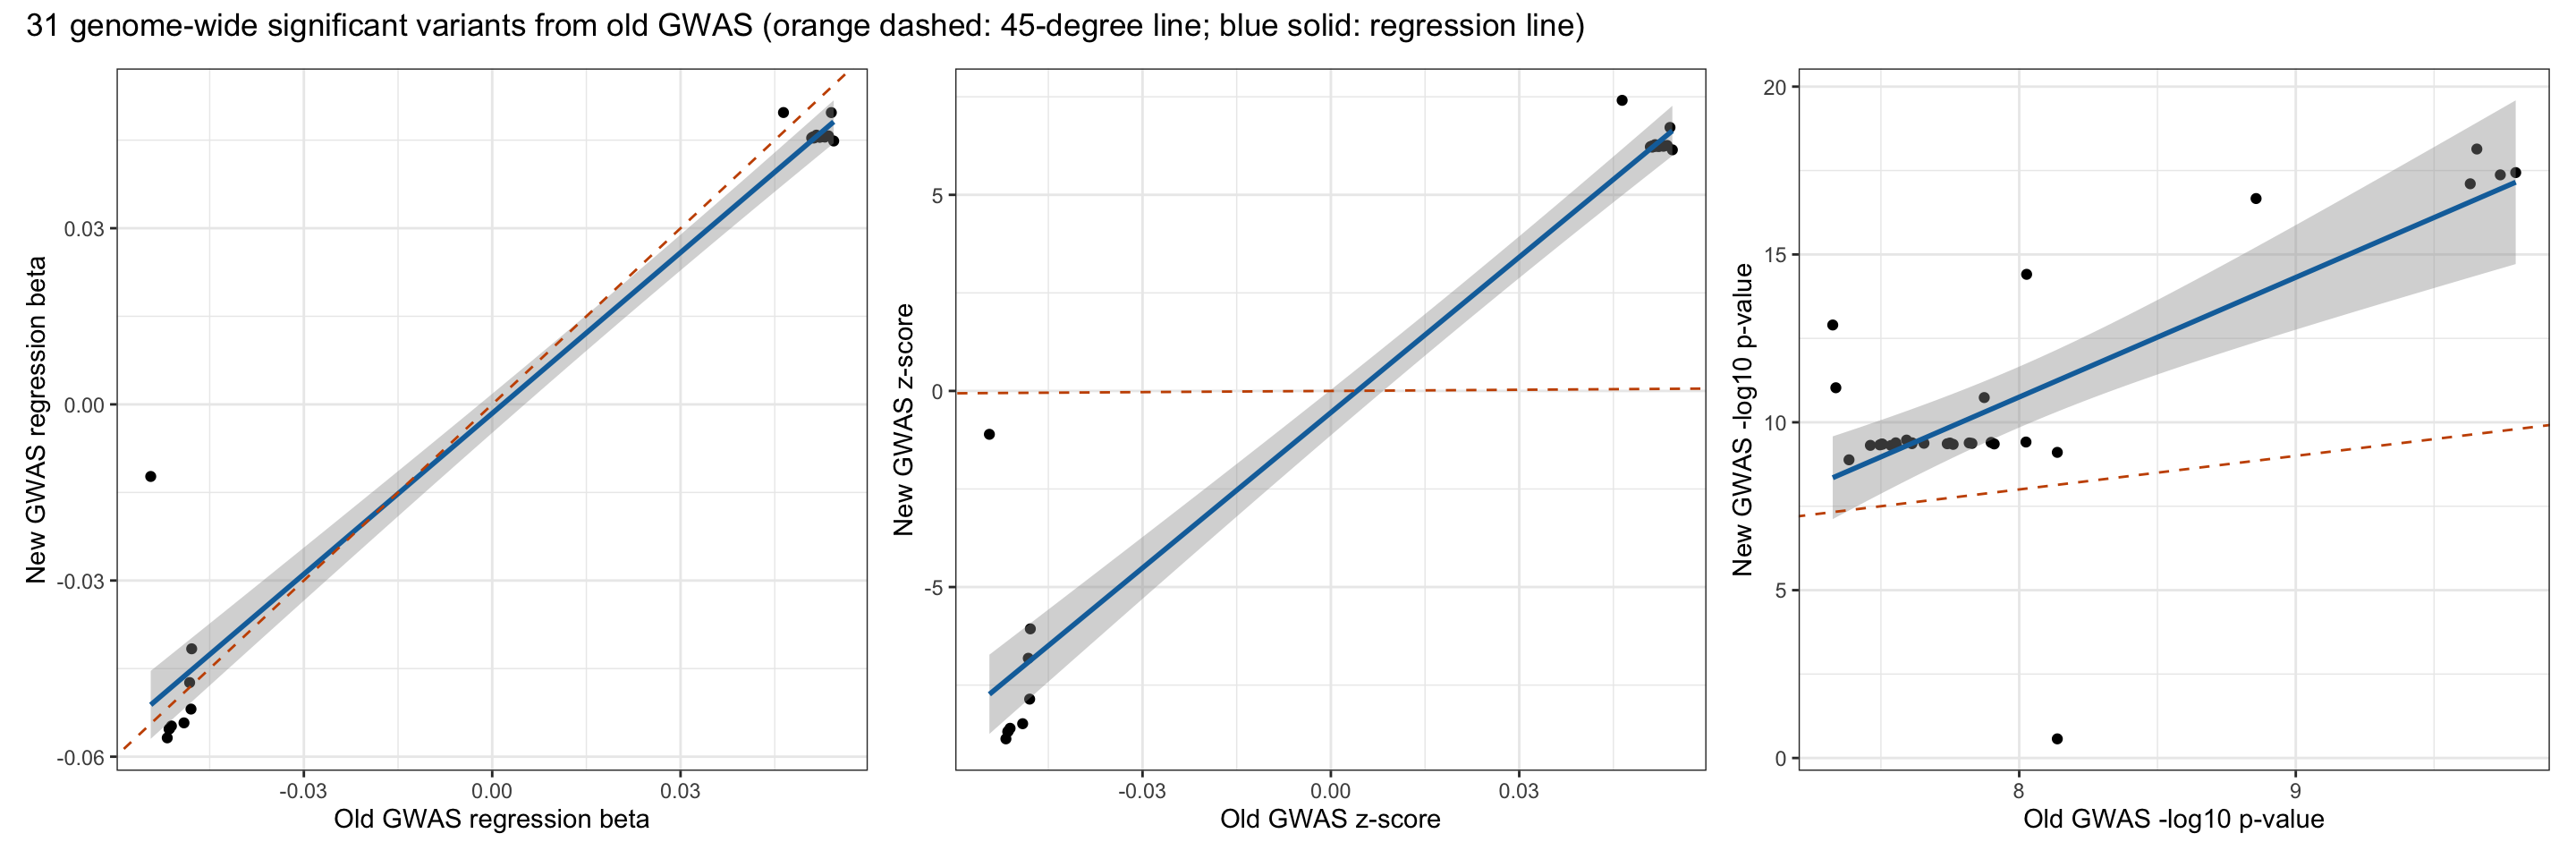 31 genome-wide significant variants from old GWAS (orange dashed: 45-degree line; blue solid: regression line)
New GWAS regression beta
0.03
0.00
-0.03
-0.06
-0.03
0.00
0.03
Old GWAS regression beta
New GWAS z-score
5
0
-5
-0.03
0.00
0.03
Old GWAS z-score
New GWAS -log10 p-value
20
15
10
5
0
8
9
Old GWAS -log10 p-value